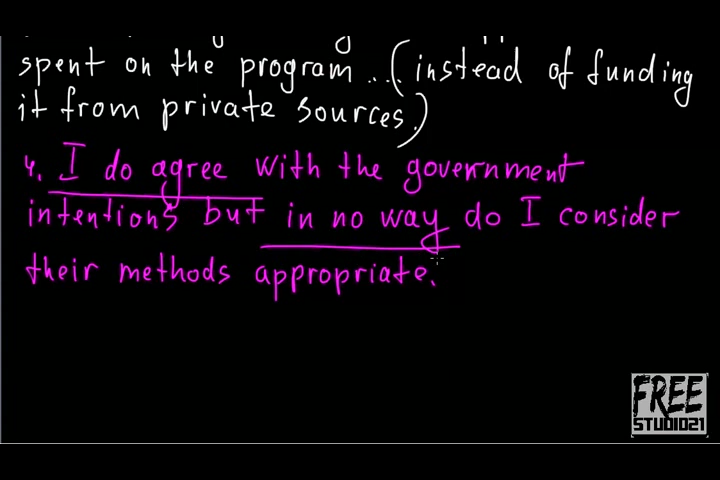 spent on the program...(instead of funding
it from private sources.)
4. I do agree with the government
intentions but in no way do I consider
their methods appropriate.
FREE
STUDIO21